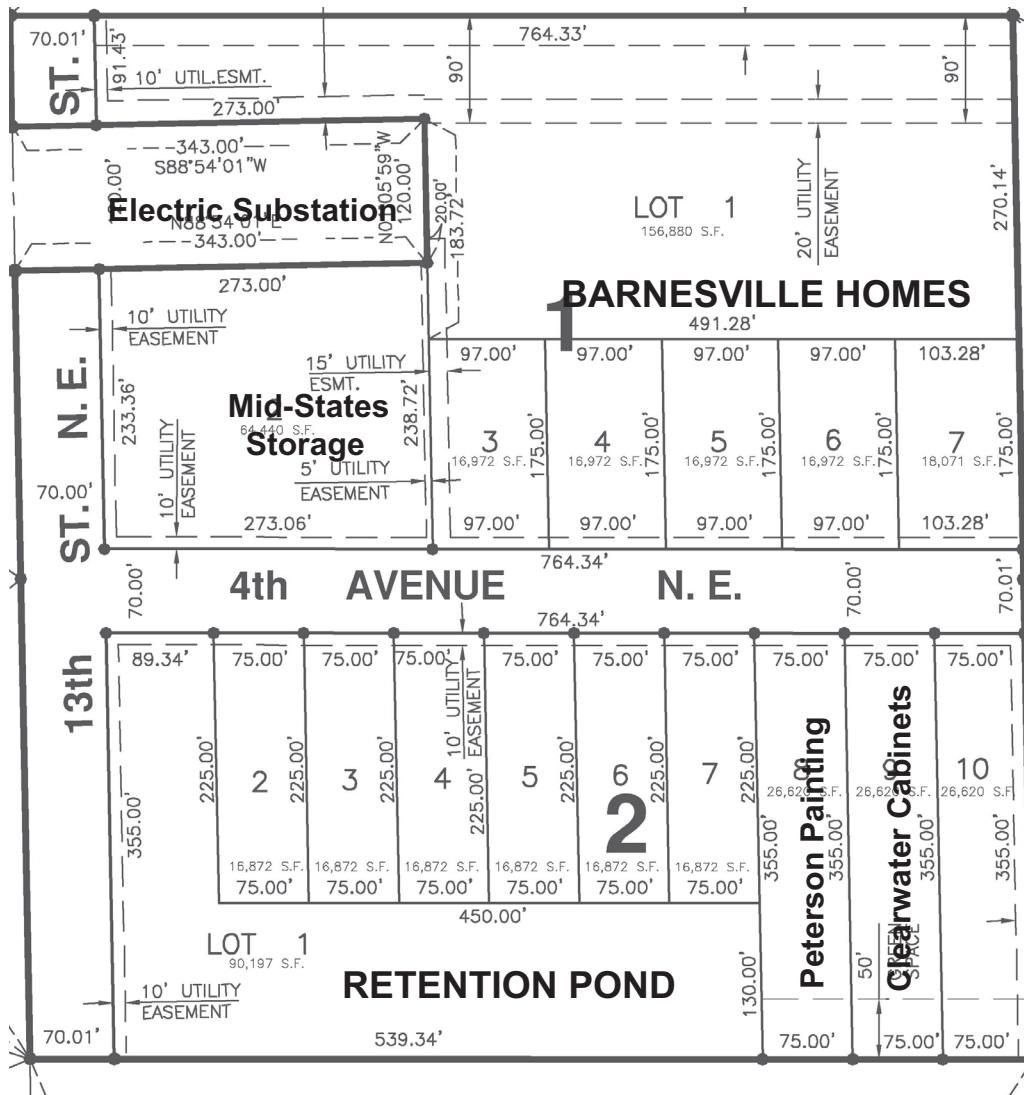 70.01'
ST.
91.43'
764.33'
90'
90'
10' UTIL.ESMT.
273.00'
343.00'
S88°54'01"W
120.00'
20.00'
183.72'
Electric Substation
N88°54'01"E
343.00'
LOT 1
156,880 S.F.
20' UTILITY
EASEMENT
270.14'
273.00'
BARNESVILLE HOMES
1
491.28'
10' UTILITY
EASEMENT
97.00'
97.00'
97.00'
97.00'
103.28'
15' UTILITY
ESMT.
ST. N. E.
233.36'
Mid-States
64,440 S.F.
Storage
238.72'
3
16,972 S.F.
175.00'
4
16,972 S.F.
175.00'
5
16,972 S.F.
175.00'
6
16,972 S.F.
175.00'
7
18,071 S.F.
175.00'
10' UTILITY
EASEMENT
5' UTILITY
EASEMENT
70.00'
273.06'
97.00'
97.00'
97.00'
97.00'
103.28'
764.34'
70.00'
4th AVENUE N. E.
70.00'
70.01'
764.34'
13th
89.34'
75.00'
75.00'
75.00'
75.00'
75.00'
75.00'
75.00'
75.00'
75.00'
10' UTILITY
EASEMENT
355.00'
225.00'
2
225.00'
3
225.00'
4
225.00'
5
225.00'
6
225.00'
7
225.00'
2
Peterson Painting
26,620 S.F.
Clearwater Cabinets
26,620 S.F.
10
26,620 S.F.
355.00'
355.00'
355.00'
355.00'
16,872 S.F.
16,872 S.F.
16,872 S.F.
16,872 S.F.
16,872 S.F.
16,872 S.F.
75.00'
75.00'
75.00'
75.00'
75.00'
75.00'
450.00'
LOT 1
90,197 S.F.
RETENTION POND
130.00'
50'
GREEN
SPACE
10' UTILITY
EASEMENT
70.01'
539.34'
75.00'
75.00'
75.00'